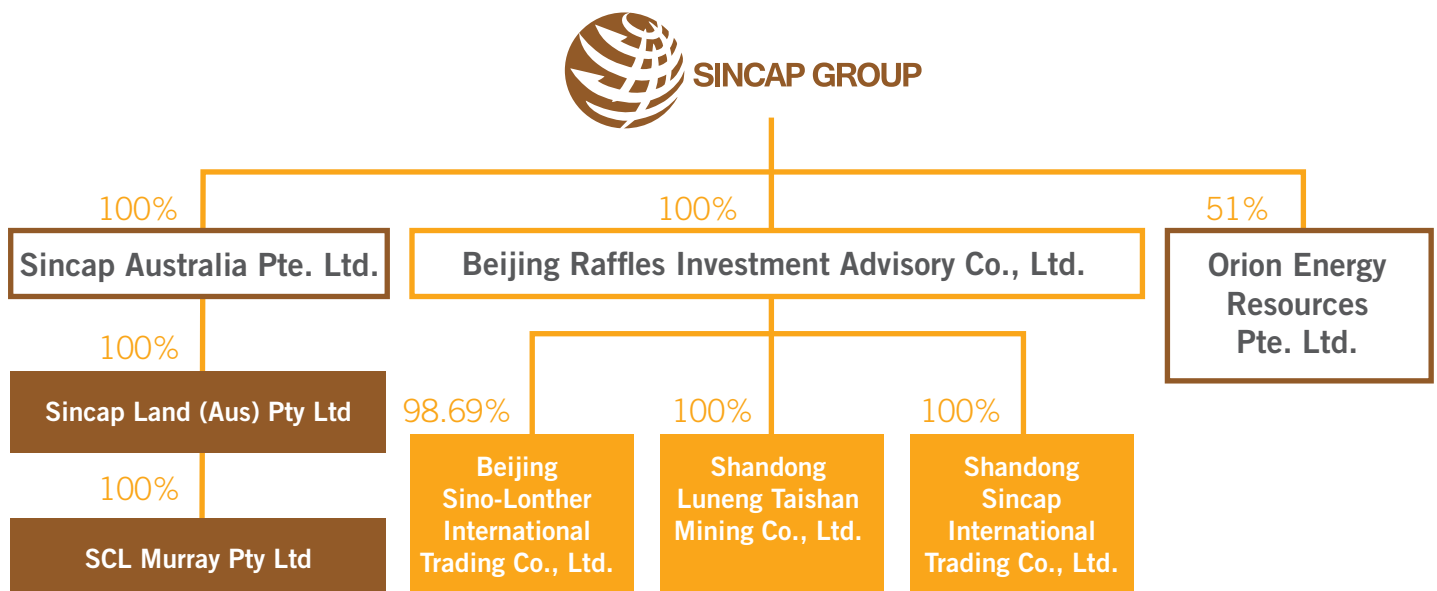 SINCAP GROUP
100%
100%
51%
Sincap Australia Pte. Ltd.
Beijing Raffles Investment Advisory Co., Ltd.
Orion Energy
Resources
Pte. Ltd.
100%
Sincap Land (Aus) Pty Ltd
100%
SCL Murray Pty Ltd
98.69%
100%
100%
Beijing
Sino-Lonther
International
Trading Co., Ltd.
Shandong
Luneng Taishan
Mining Co., Ltd.
Shandong
Sincap
International
Trading Co., Ltd.